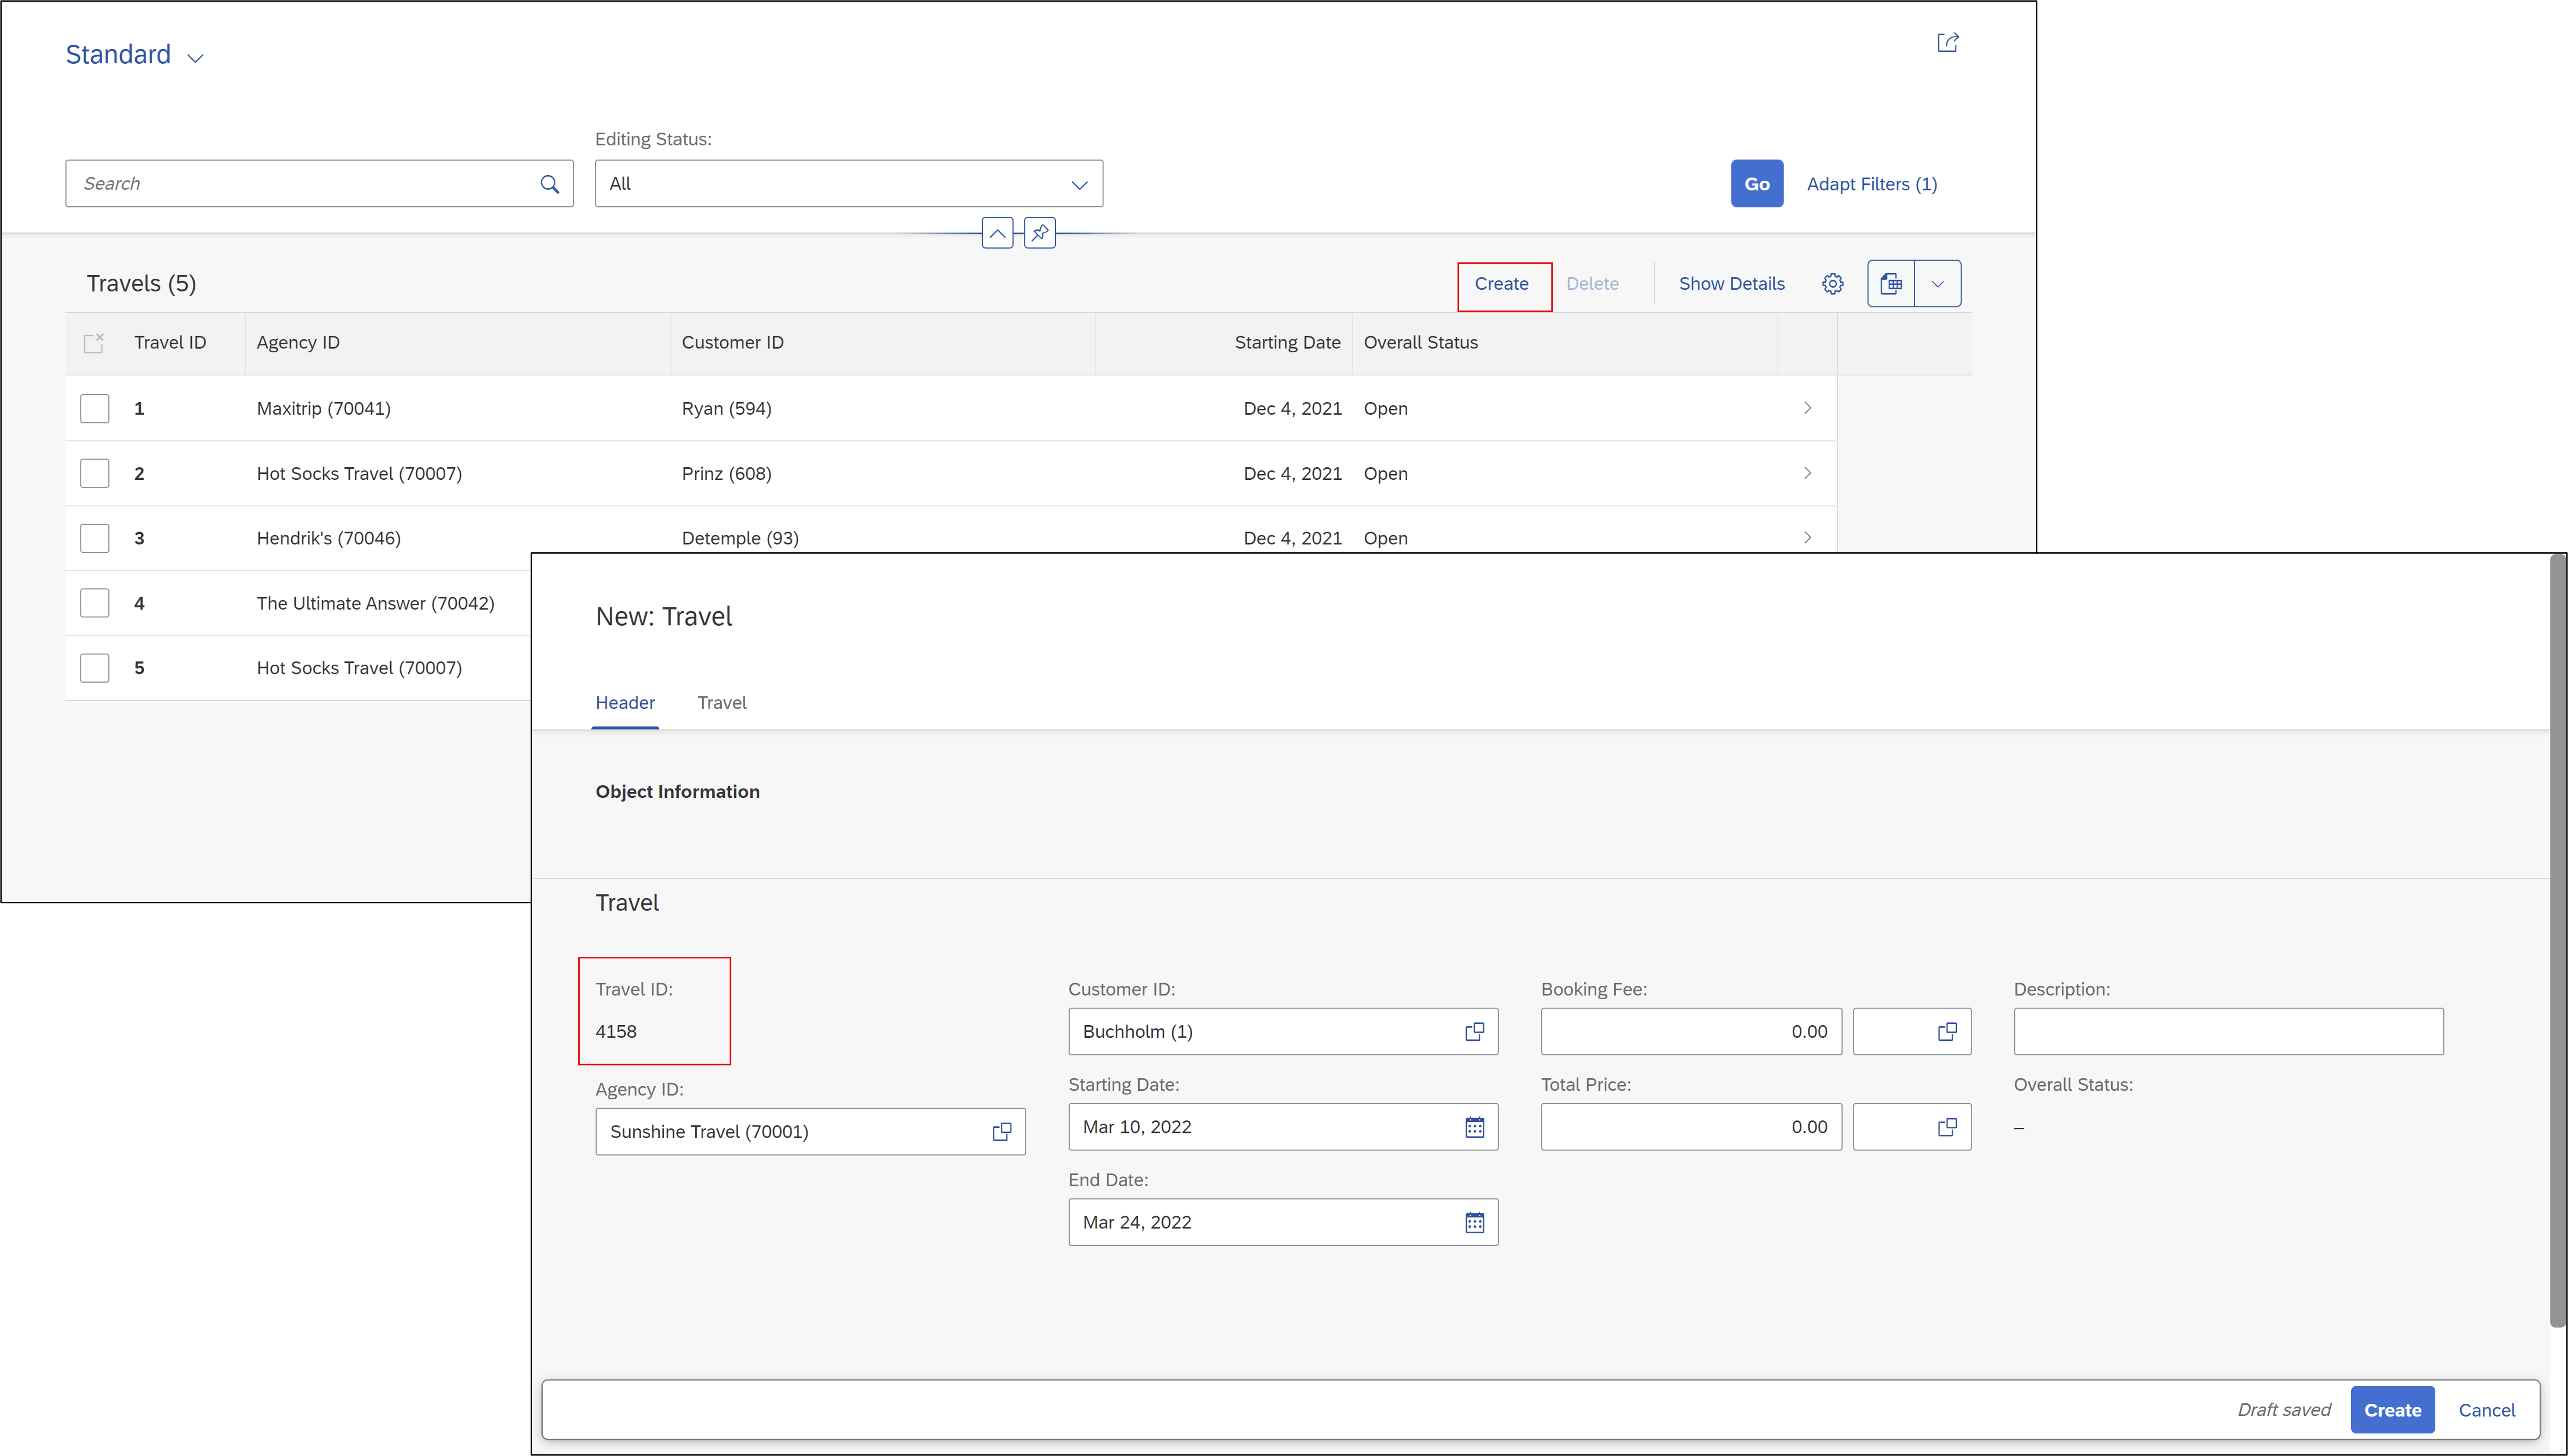 Standard
Editing Status:
Search
All
Go
Adapt Filters (1)
Travels (5)
Create
Delete
Show Details
Travel ID Agency ID Customer ID Starting Date Overall Status
1 Maxitrip (70041) Ryan (594) Dec 4, 2021 Open
2 Hot Socks Travel (70007) Prinz (608) Dec 4, 2021 Open
3 Hendrik's (70046) Detemple (93) Dec 4, 2021 Open
4 The Ultimate Answer (70042)
5 Hot Socks Travel (70007)
New: Travel
Header Travel
Object Information
Travel
Travel ID:
4158
Agency ID:
Sunshine Travel (70001)
Customer ID:
Buchholm (1)
Starting Date:
Mar 10, 2022
End Date:
Mar 24, 2022
Booking Fee:
0.00
Total Price:
0.00
Description:
Overall Status:
–
Draft saved
Create
Cancel